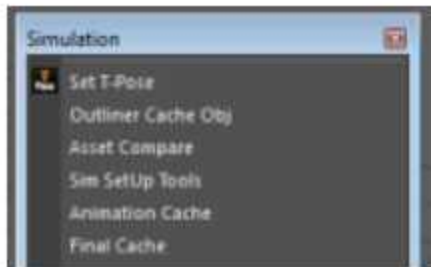 Simulation
Set T-Pose
Outliner Cache Obj
Asset Compare
Sim SetUp Tools
Animation Cache
Final Cache